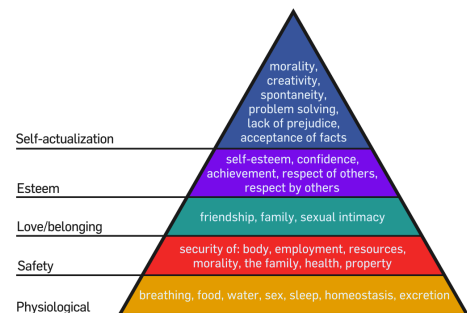 morality,
creativity,
spontaneity,
problem solving,
lack of prejudice,
acceptance of facts
Self-actualization
self-esteem, confidence,
achievement, respect of others,
respect by others
Esteem
friendship, family, sexual intimacy
Love/belonging
security of: body, employment, resources,
morality, the family, health, property
Safety
breathing, food, water, sex, sleep, homeostasis, excretion
Physiological